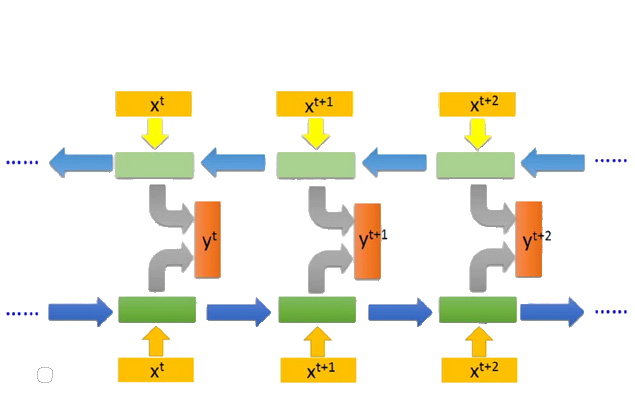 x^t x^t+1 x^t+2
...... ......
y^t y^t+1 y^t+2
...... ......
x^t x^t+1 x^t+2